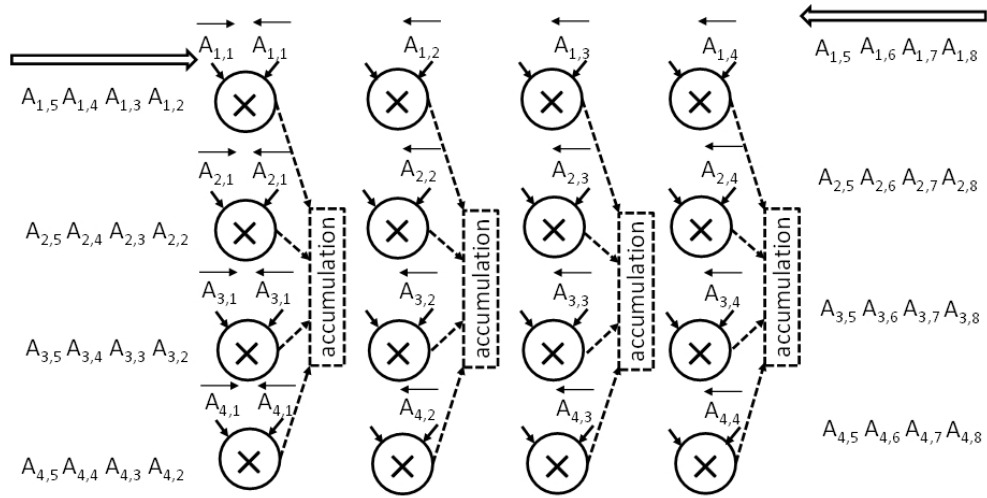 A1,1 A1,1 A1,2 A1,3 A1,4 A1,5 A1,6 A1,7 A1,8
A1,5 A1,4 A1,3 A1,2
A2,1 A2,1 A2,2 A2,3 A2,4 A2,5 A2,6 A2,7 A2,8
A2,5 A2,4 A2,3 A2,2
accumulation accumulation accumulation accumulation
A3,1 A3,1 A3,2 A3,3 A3,4 A3,5 A3,6 A3,7 A3,8
A3,5 A3,4 A3,3 A3,2
A4,1 A4,1 A4,2 A4,3 A4,4 A4,5 A4,6 A4,7 A4,8
A4,5 A4,4 A4,3 A4,2